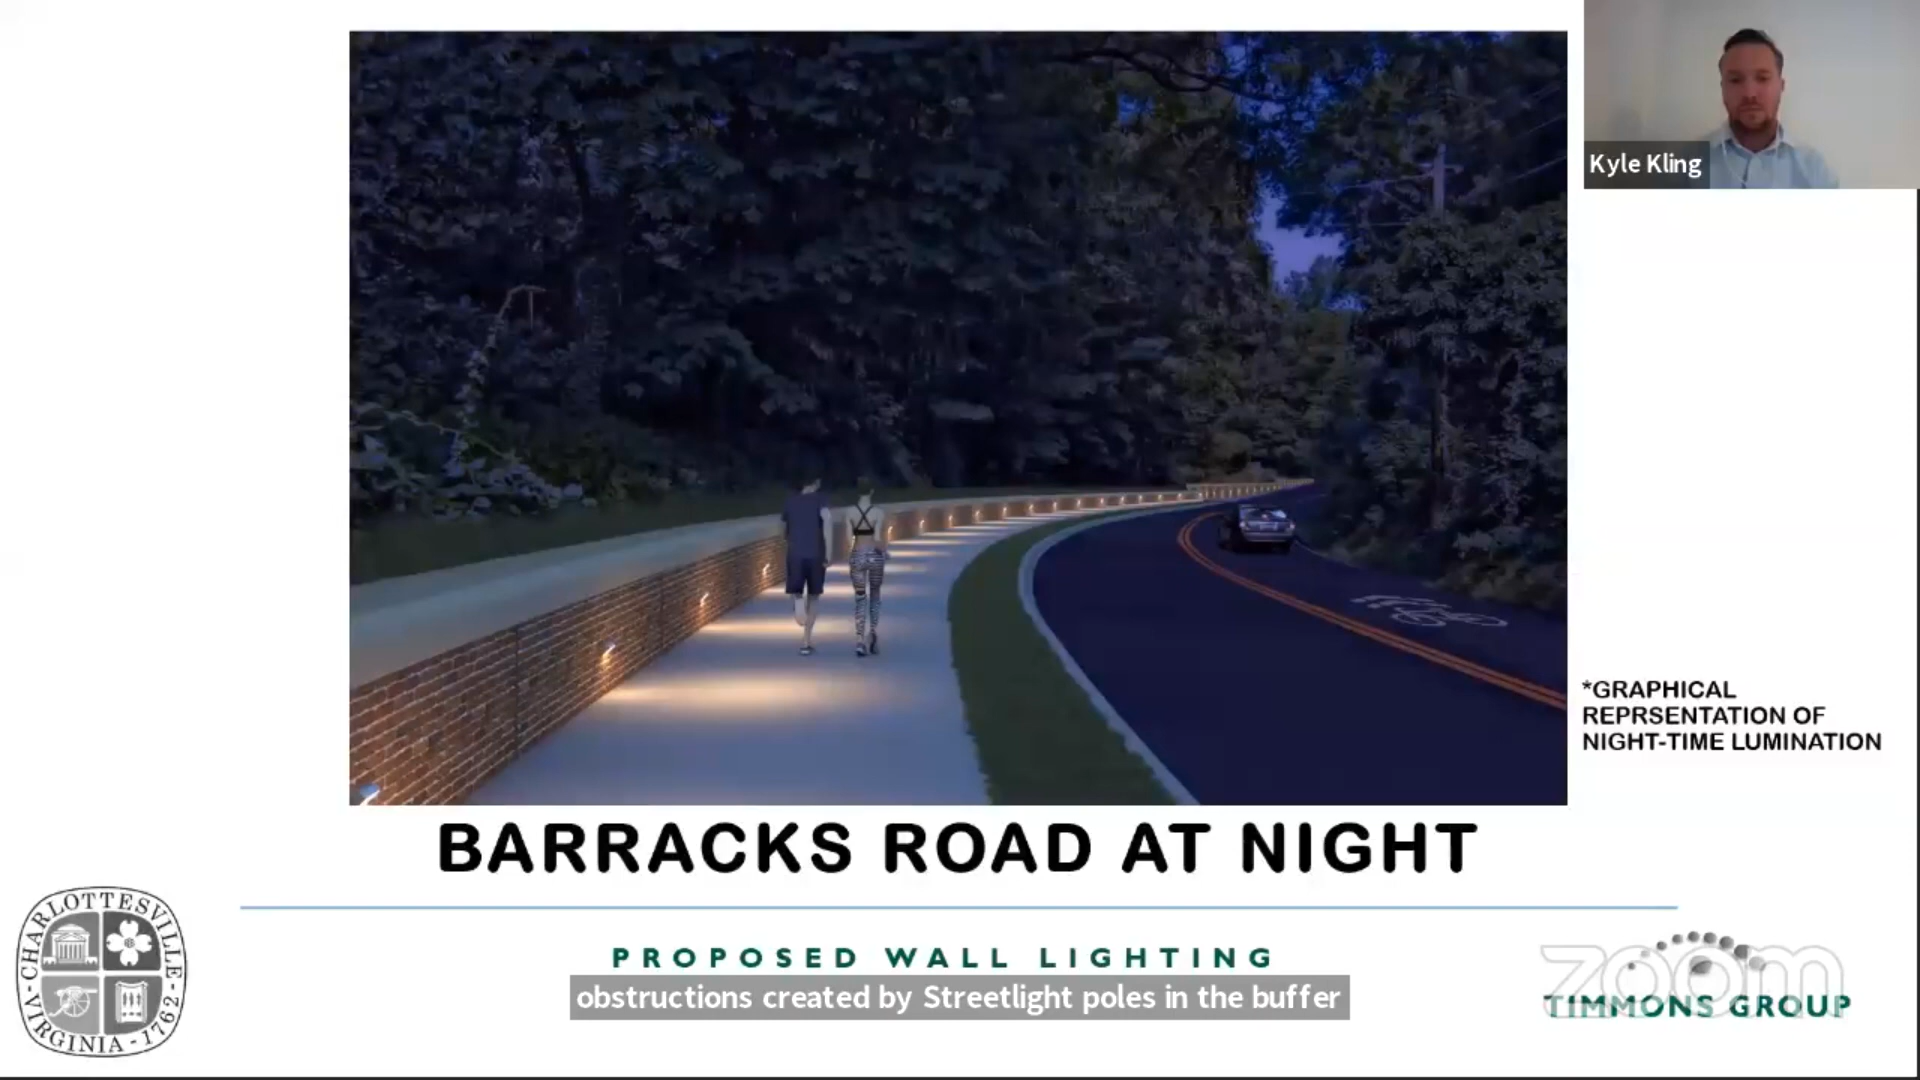 Kyle Kling
*GRAPHICAL
REPRSENTATION OF
NIGHT-TIME LUMINATION
BARRACKS ROAD AT NIGHT
PROPOSED WALL LIGHTING
obstructions created by Streetlight poles in the buffer
CHARLOTTESVILLE
VIRGINIA - 1762
zoom
TIMMONS GROUP